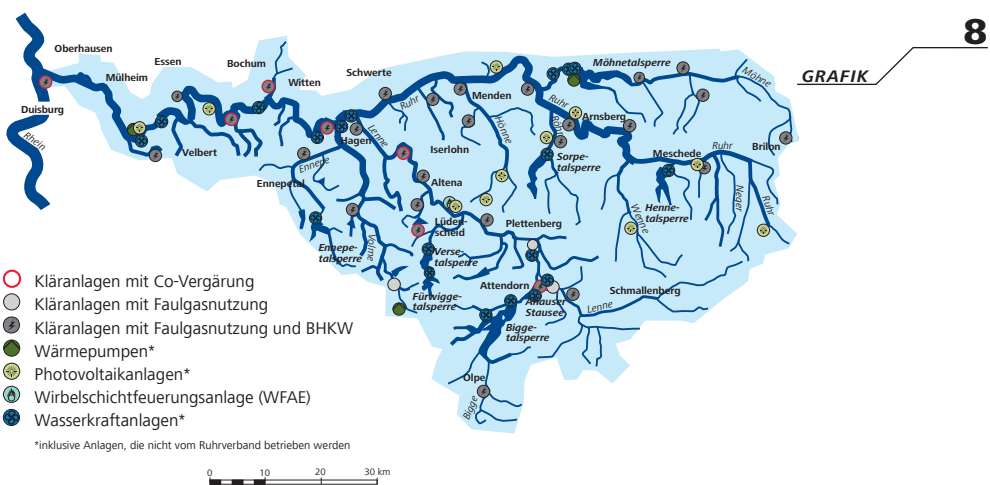 8
GRAFIK
Oberhausen
Essen
Bochum
Mülheim
Witten
Schwerte
Möhnetalsperre
Möhne
Duisburg
Rhein
Ruhr
Menden
Ruhr
Arnsberg
Lenne
Hönne
Röhr
Velbert
Hagen
Iserlohn
Sorpe-
talsperre
Meschede
Ruhr
Brilon
Ennepe
Ennepetal
Altena
Henne-
talsperre
Wenne
Neger
Ruhr
Volme
Ennepe-
talsperre
Lüden-
scheid
Plettenberg
Verse-
talsperre
Attendorn
Schmallenberg
Fürwigge-
talsperre
Ahauser
Stausee
Lenne
Bigge-
talsperre
Olpe
Bigge
Kläranlagen mit Co-Vergärung
Kläranlagen mit Faulgasnutzung
Kläranlagen mit Faulgasnutzung und BHKW
Wärmepumpen*
Photovoltaikanlagen*
Wirbelschichtfeuerungsanlage (WFAE)
Wasserkraftanlagen*
*inklusive Anlagen, die nicht vom Ruhrverband betrieben werden
0 10 20 30 km